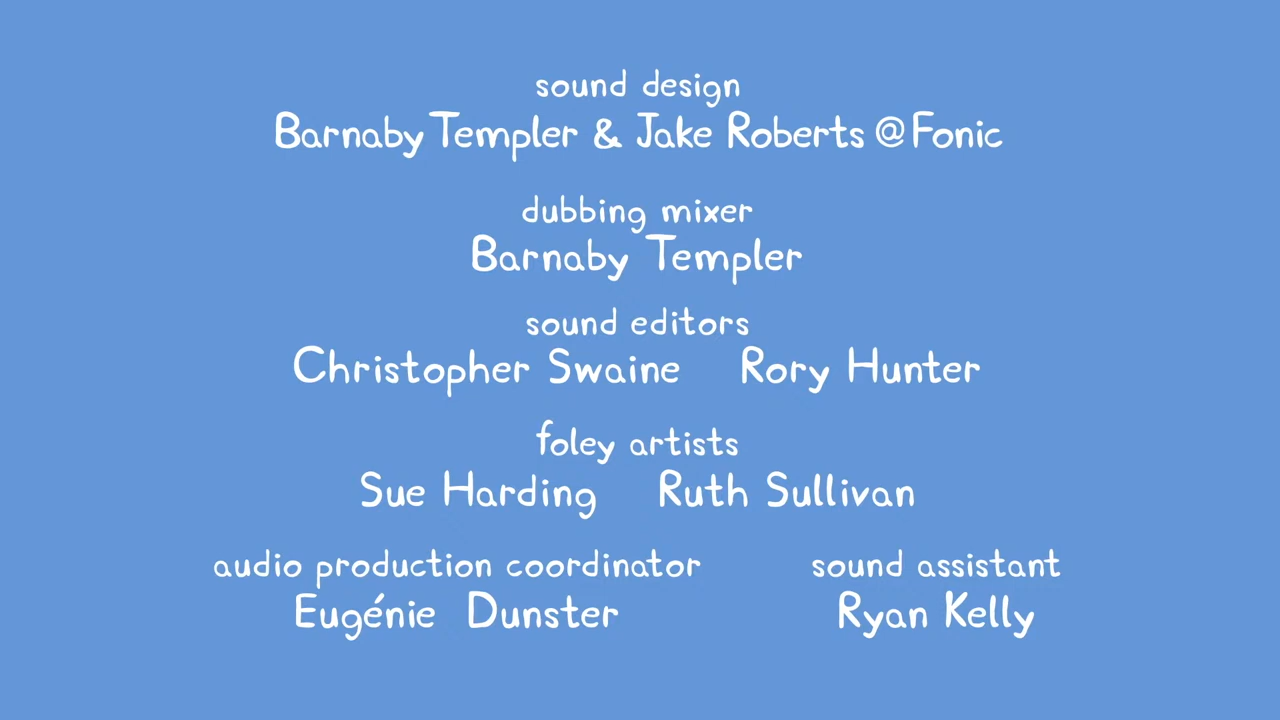 sound design
Barnaby Templer & Jake Roberts @ Fonic
dubbing mixer
Barnaby Templer
sound editors
Christopher Swaine Rory Hunter
foley artists
Sue Harding Ruth Sullivan
audio production coordinator sound assistant
Eugénie Dunster Ryan Kelly